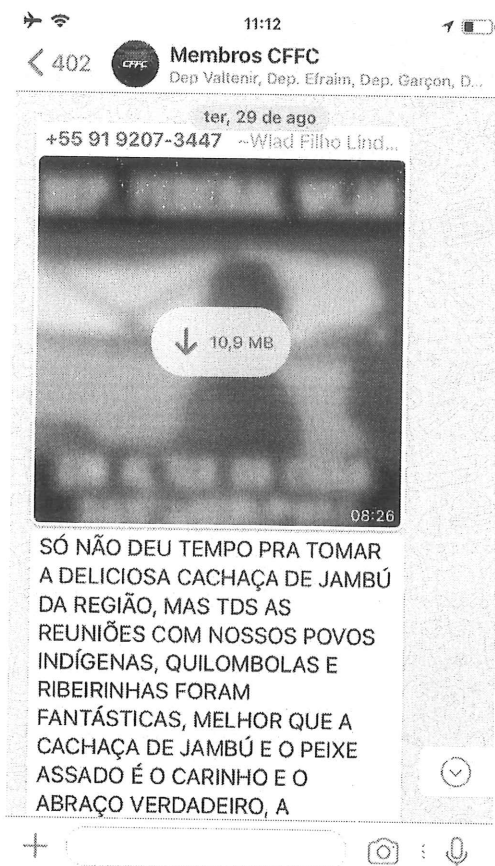 11:12
402
CFFC
Membros CFFC
Dep Valtenir, Dep. Efraim, Dep. Garçon, D...
ter, 29 de ago
+55 91 9207-3447 ~Wlad Filho Lind...
10,9 MB
08:26
SÓ NÃO DEU TEMPO PRA TOMAR
A DELICIOSA CACHAÇA DE JAMBÚ
DA REGIÃO, MAS TDS AS
REUNIÕES COM NOSSOS POVOS
INDÍGENAS, QUILOMBOLAS E
RIBEIRINHAS FORAM
FANTÁSTICAS, MELHOR QUE A
CACHAÇA DE JAMBÚ E O PEIXE
ASSADO É O CARINHO E O
ABRAÇO VERDADEIRO, A